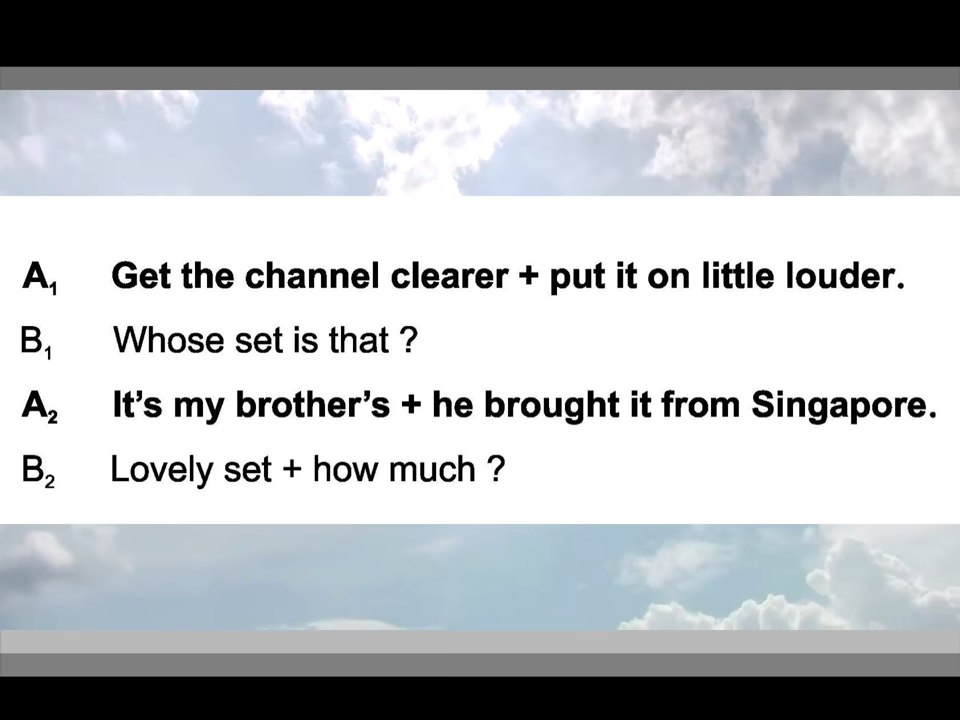 A₁ Get the channel clearer + put it on little louder.
B₁ Whose set is that ?
A₂ It’s my brother’s + he brought it from Singapore.
B₂ Lovely set + how much ?